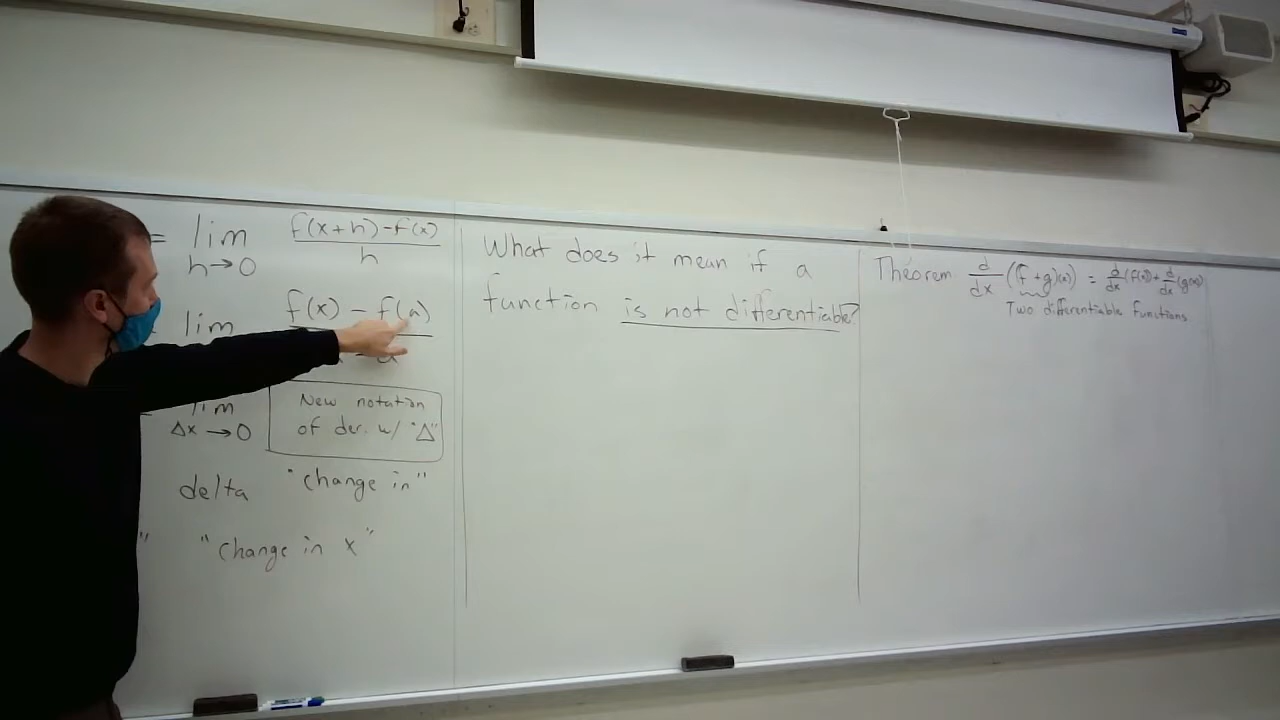 = lim f(x+h)-f(x)
h→0 h
lim f(x) - f(a)
a
lim
Δx→0
New notation
of der. w/ "Δ"
delta "change in"
" "change in x"
What does it mean if a
function is not differentiable?
Theorem d/dx ((f+g)(x)) = d/dx (f(x)) + d/dx (g(x))
Two differentiable functions